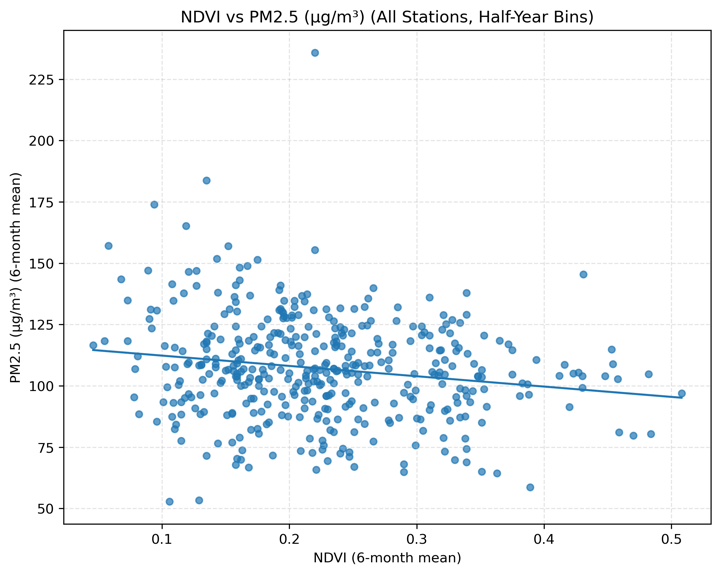 NDVI vs PM2.5 (µg/m³) (All Stations, Half-Year Bins)
PM2.5 (µg/m³) (6-month mean)
225
200
175
150
125
100
75
50
0.1 0.2 0.3 0.4 0.5
NDVI (6-month mean)